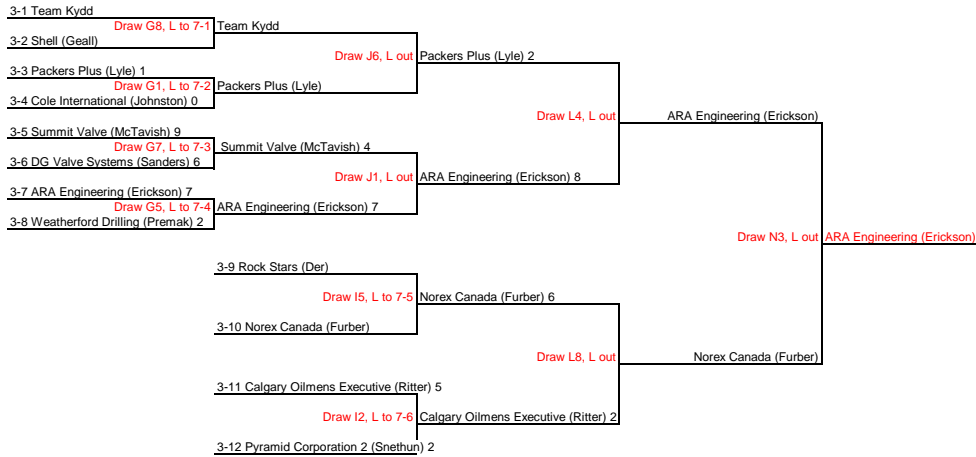 3-1 Team Kydd
Draw G8, L to 7-1 Team Kydd
3-2 Shell (Geall)
Draw J6, L out Packers Plus (Lyle) 2
3-3 Packers Plus (Lyle) 1
Draw G1, L to 7-2 Packers Plus (Lyle)
3-4 Cole International (Johnston) 0
Draw L4, L out ARA Engineering (Erickson)
3-5 Summit Valve (McTavish) 9
Draw G7, L to 7-3 Summit Valve (McTavish) 4
3-6 DG Valve Systems (Sanders) 6
Draw J1, L out ARA Engineering (Erickson) 8
3-7 ARA Engineering (Erickson) 7
Draw G5, L to 7-4 ARA Engineering (Erickson) 7
3-8 Weatherford Drilling (Premak) 2
Draw N3, L out ARA Engineering (Erickson)
3-9 Rock Stars (Der)
Draw I5, L to 7-5 Norex Canada (Furber) 6
3-10 Norex Canada (Furber)
Draw L8, L out Norex Canada (Furber)
3-11 Calgary Oilmens Executive (Ritter) 5
Draw I2, L to 7-6 Calgary Oilmens Executive (Ritter) 2
3-12 Pyramid Corporation 2 (Snethun) 2